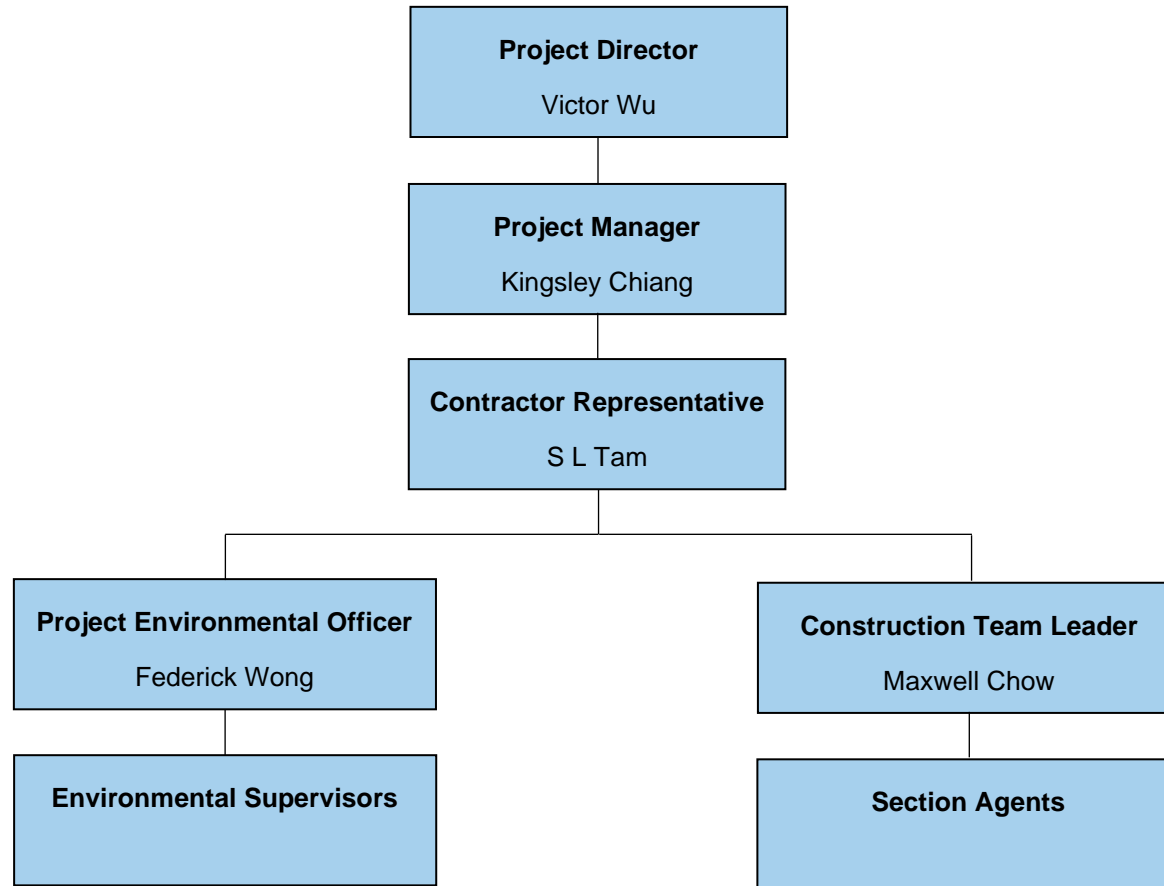 Project Director
Victor Wu
Project Manager
Kingsley Chiang
Contractor Representative
S L Tam
Project Environmental Officer
Federick Wong
Construction Team Leader
Maxwell Chow
Environmental Supervisors
Section Agents